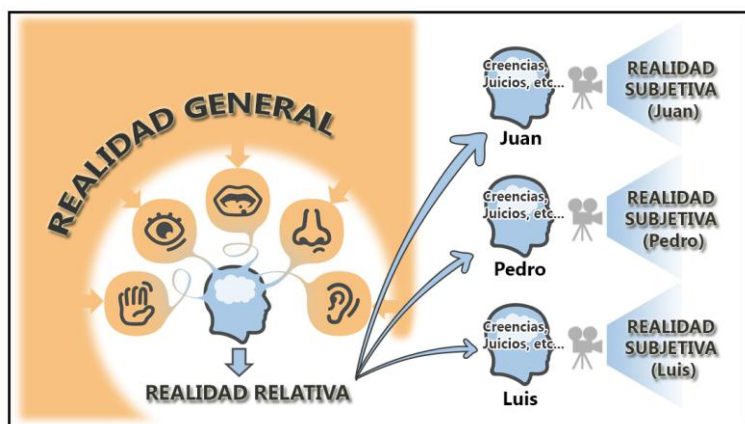 REALIDAD GENERAL
REALIDAD RELATIVA
Creencias,
Juicios, etc...
Juan
REALIDAD
SUBJETIVA
(Juan)
Creencias,
Juicios, etc...
Pedro
REALIDAD
SUBJETIVA
(Pedro)
Creencias,
Juicios, etc...
Luis
REALIDAD
SUBJETIVA
(Luis)